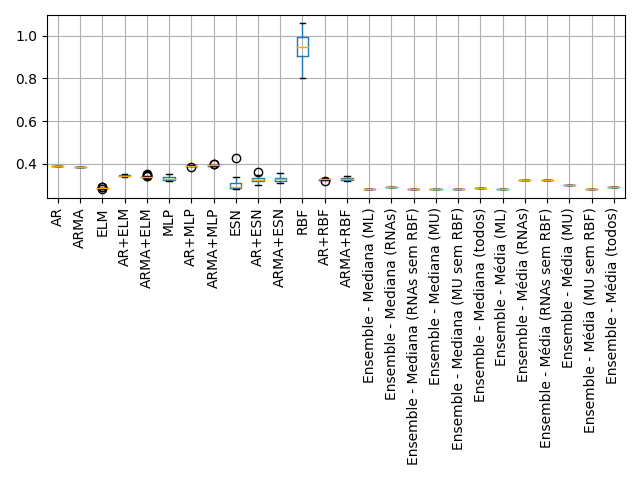 1.0
0.8
0.6
0.4
AR
ARMA
ELM
AR+ELM
ARMA+ELM
MLP
AR+MLP
ARMA+MLP
ESN
AR+ESN
ARMA+ESN
RBF
AR+RBF
ARMA+RBF
Ensemble - Mediana (ML)
Ensemble - Mediana (RNAs)
Ensemble - Mediana (RNAs sem RBF)
Ensemble - Mediana (MU)
Ensemble - Mediana (MU sem RBF)
Ensemble - Mediana (todos)
Ensemble - Média (ML)
Ensemble - Média (RNAs)
Ensemble - Média (RNAs sem RBF)
Ensemble - Média (MU)
Ensemble - Média (MU sem RBF)
Ensemble - Média (todos)